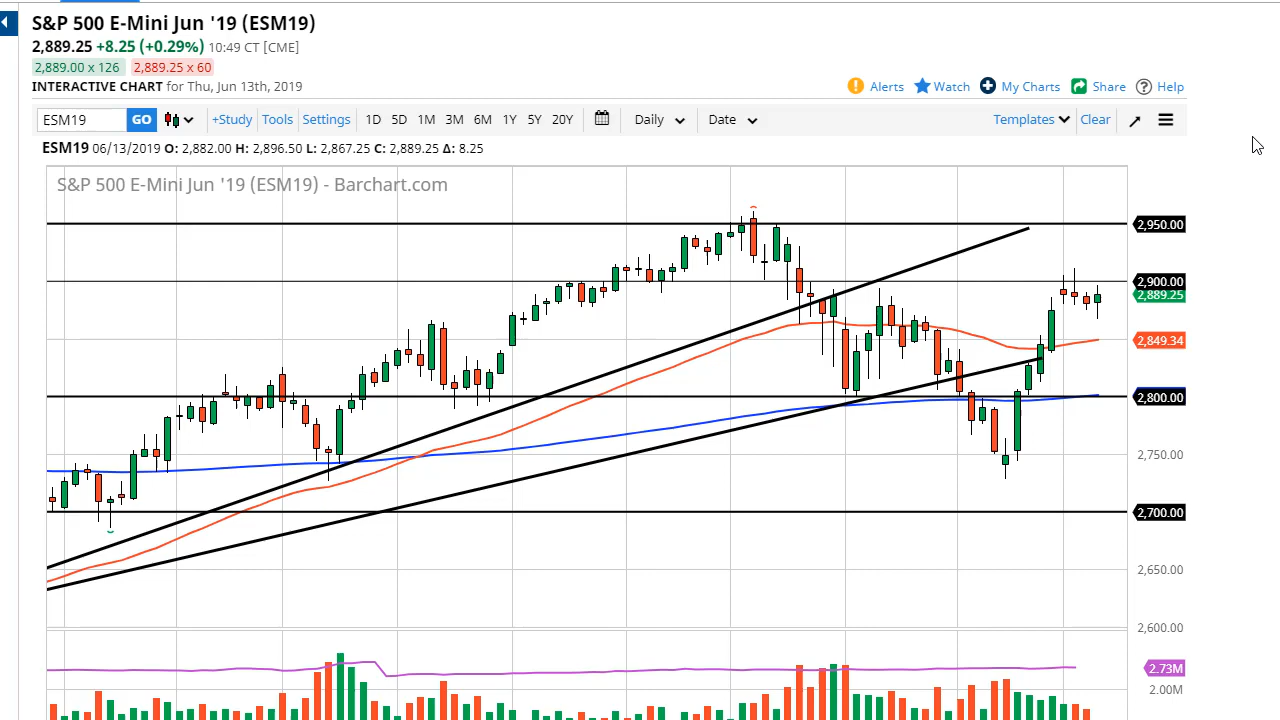 S&P 500 E-Mini Jun '19 (ESM19)
2,889.25 +8.25 (+0.29%) 10:49 CT [CME]
2,889.00 x 126 2,889.25 x 60
INTERACTIVE CHART for Thu, Jun 13th, 2019
Alerts Watch My Charts Share Help
ESM19 GO +Study Tools Settings 1D 5D 1M 3M 6M 1Y 5Y 20Y Daily Date Templates Clear
ESM19 06/13/2019 O: 2,882.00 H: 2,896.50 L: 2,867.25 C: 2,889.25 Δ: 8.25
S&P 500 E-Mini Jun '19 (ESM19) - Barchart.com
2,950.00
2,900.00
2,889.25
2,849.34
2,800.00
2,750.00
2,700.00
2,650.00
2,600.00
2.73M
2.00M